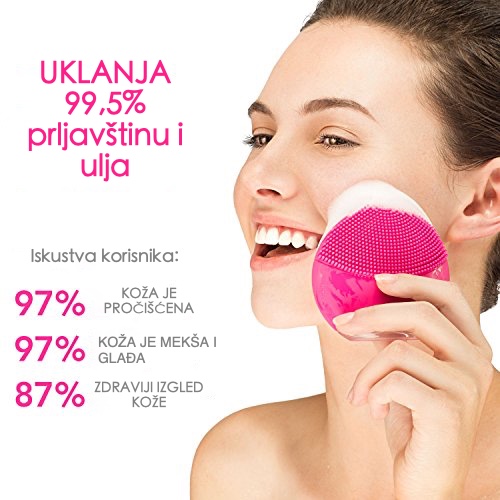 UKLANJA
99,5%
prljavštinu i
ulja
Iskustva korisnika:
97% KOŽA JE
PROČIŠĆENA
97% KOŽA JE MEKŠA I
GLAĐA
87% ZDRAVIJI IZGLED
KOŽE